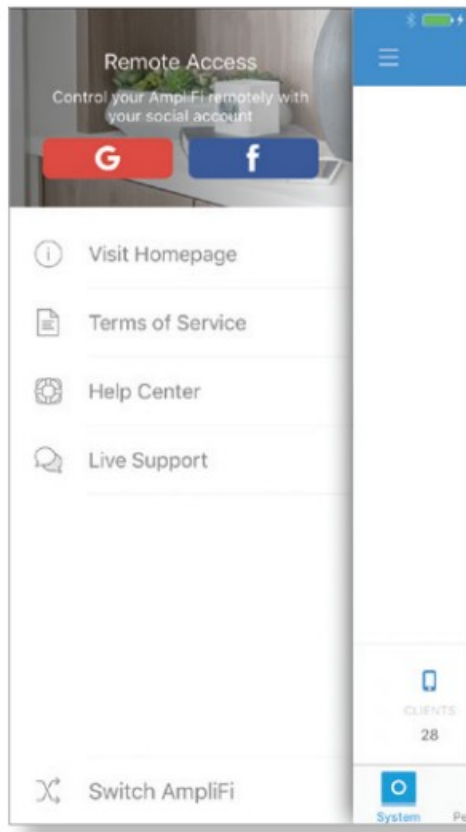 Remote Access
Control your AmpliFi remotely with
your social account
G
f
Visit Homepage
Terms of Service
Help Center
Live Support
CLIENTS
28
Switch AmpliFi
System